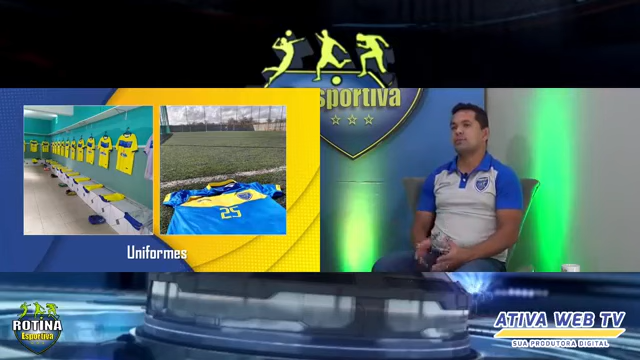 esportiva
25
Uniformes
ROTINA
Esportiva
ATIVA WEB TV
SUA PRODUTORA DIGITAL